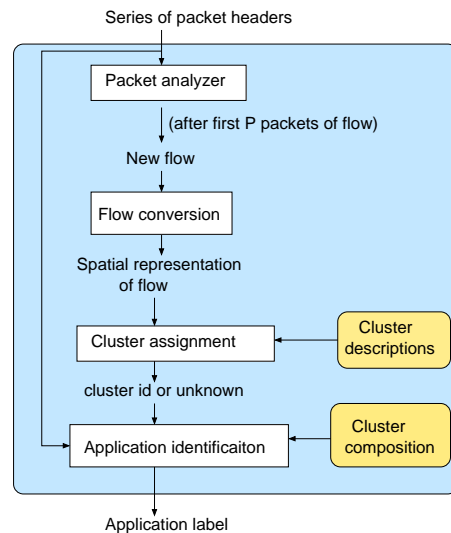 Series of packet headers
Packet analyzer
(after first P packets of flow)
New flow
Flow conversion
Spatial representation
of flow
Cluster assignment
Cluster
descriptions
cluster id or unknown
Application identificaiton
Cluster
composition
Application label